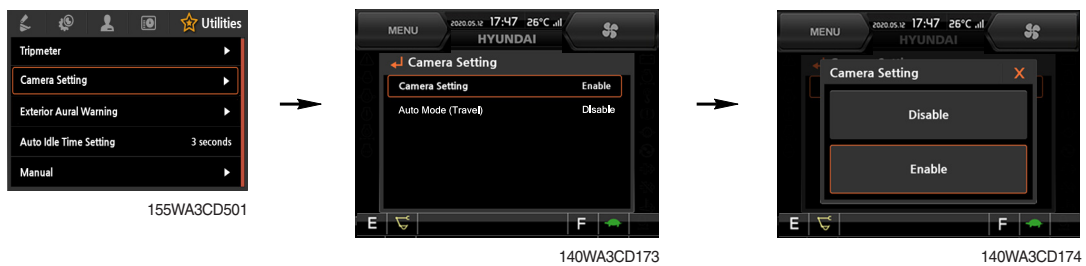 Utilities
Tripmeter
Camera Setting
Exterior Aural Warning
Auto Idle Time Setting 3 seconds
Manual
155WA3CD501
MENU 2020.05.12 17:47 26°C .ıl
HYUNDAI
Camera Setting
Camera Setting Enable
Auto Mode (Travel) Disable
E F
140WA3CD173
MENU 2020.05.12 17:47 26°C .ıl
HYUNDAI
Camera Setting X
Disable
Enable
E F
140WA3CD174